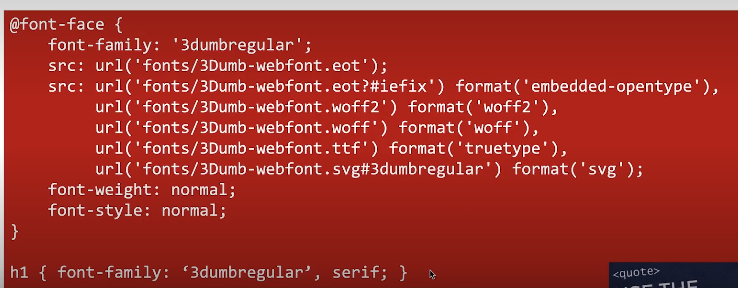 @font-face {
    font-family: '3dumbregular';
    src: url('fonts/3Dumb-webfont.eot');
    src: url('fonts/3Dumb-webfont.eot?#iefix') format('embedded-opentype'),
         url('fonts/3Dumb-webfont.woff2') format('woff2'),
         url('fonts/3Dumb-webfont.woff') format('woff'),
         url('fonts/3Dumb-webfont.ttf') format('truetype'),
         url('fonts/3Dumb-webfont.svg#3dumbregular') format('svg');
    font-weight: normal;
    font-style: normal;
}
h1 { font-family: ‘3dumbregular’, serif; }
<quote>
THE